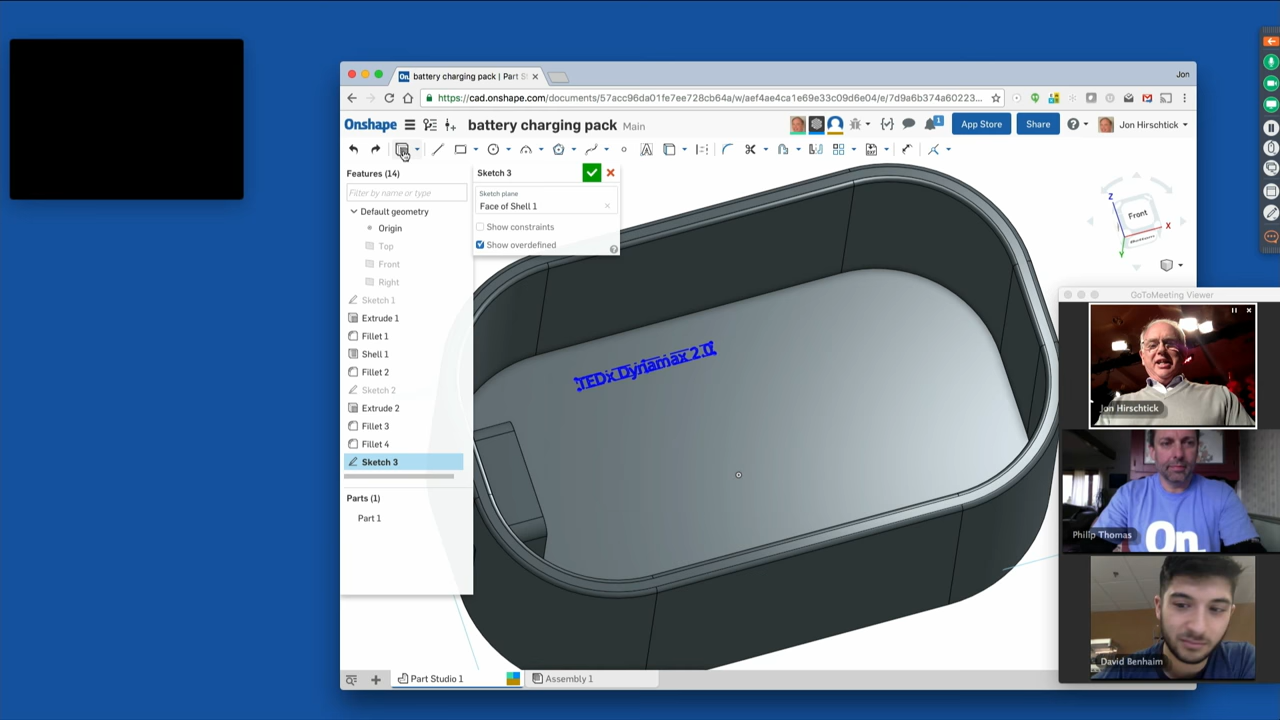 On battery charging pack | Part S
Jon
https://cad.onshape.com/documents/57acc96da01fe7ee728cb64a/w/aef4ae4ca1e69e33c09d6e04/e/7d9a6b374a60223...
Onshape
battery charging pack Main
1
App Store
Share
Jon Hirschtick
Features (14)
Filter by name or type
Default geometry
Origin
Top
Front
Right
Sketch 1
Extrude 1
Fillet 1
Shell 1
Fillet 2
Sketch 2
Extrude 2
Fillet 3
Fillet 4
Sketch 3
Parts (1)
Part 1
Sketch 3
Sketch plane
Face of Shell 1
Show constraints
Show overdefined
TEDx Dynamax 2.0
Z
Front
X
Y
GoToMeeting Viewer
Jon Hirschtick
Philip Thomas
On
David Benhaim
Part Studio 1
Assembly 1